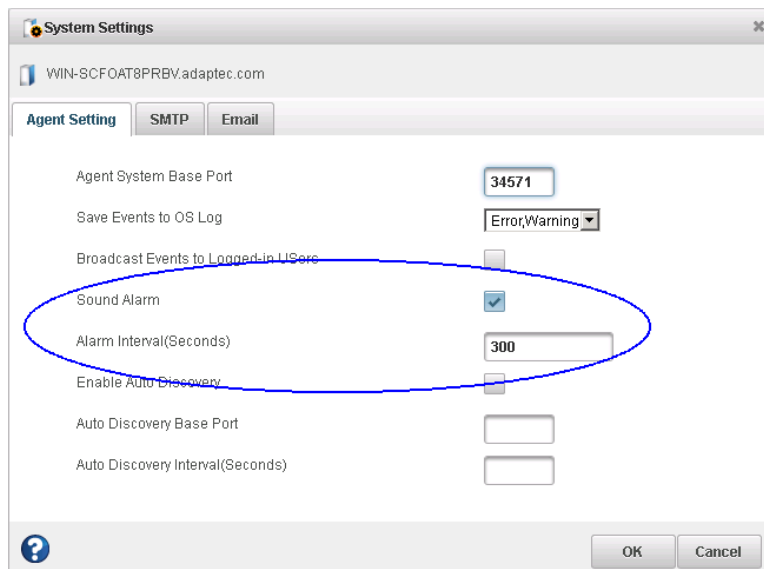 System Settings
WIN-SCFOAT8PRBV.adaptec.com
Agent Setting SMTP Email
Agent System Base Port 34571
Save Events to OS Log Error,Warning
Broadcast Events to Logged-in USers
Sound Alarm
Alarm Interval(Seconds) 300
Enable Auto Discovery
Auto Discovery Base Port
Auto Discovery Interval(Seconds)
? OK Cancel